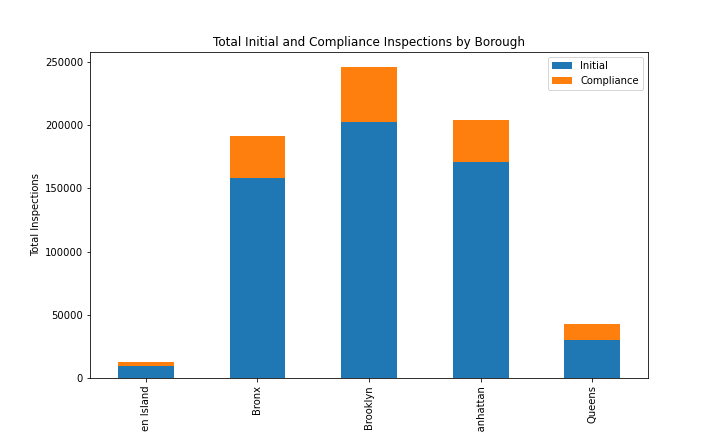 Total Initial and Compliance Inspections by Borough
Initial
Compliance
Total Inspections
250000
200000
150000
100000
50000
0
en Island
Bronx
Brooklyn
anhattan
Queens